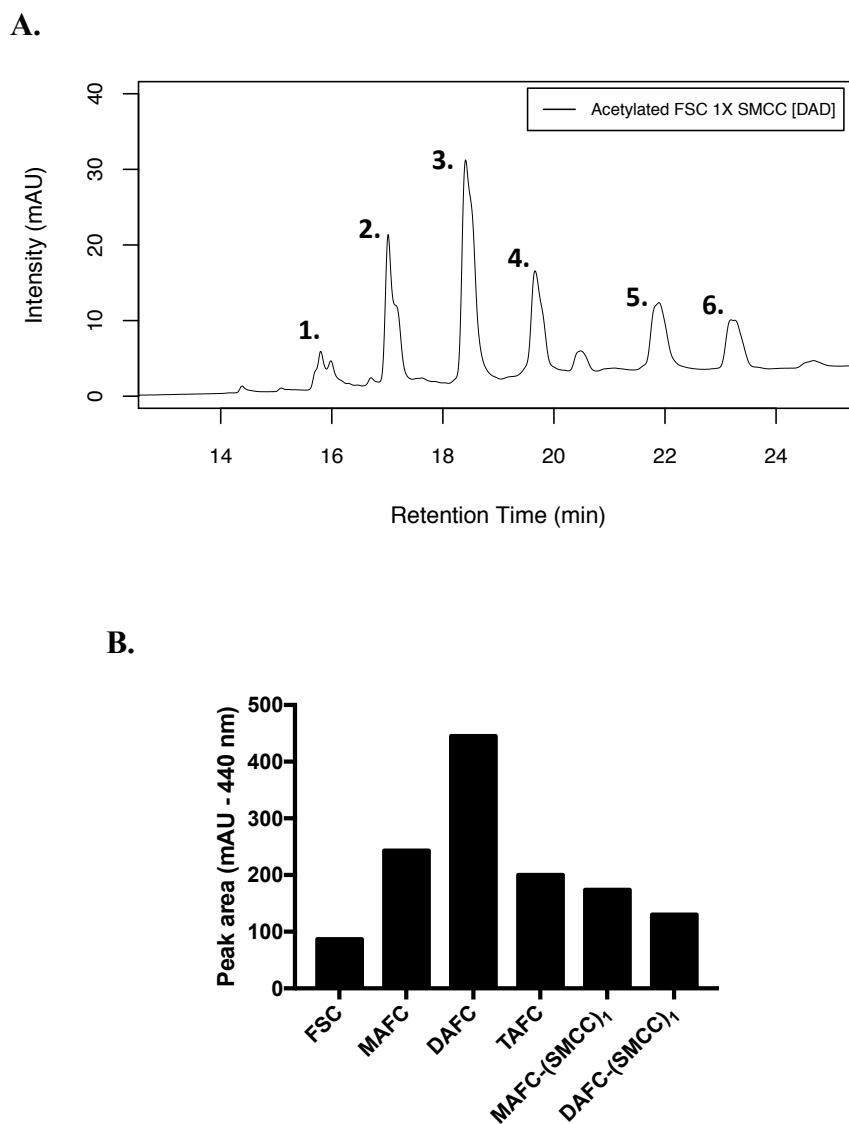 A.
Intensity (mAU)
40
30
20
10
0
Acetylated FSC 1X SMCC [DAD]
1.
2.
3.
4.
5.
6.
14 16 18 20 22 24
Retention Time (min)
B.
Peak area (mAU - 440 nm)
500
400
300
200
100
0
FSC
MAFC
DAFC
TAFC
MAFC-(SMCC)₁
DAFC-(SMCC)₁